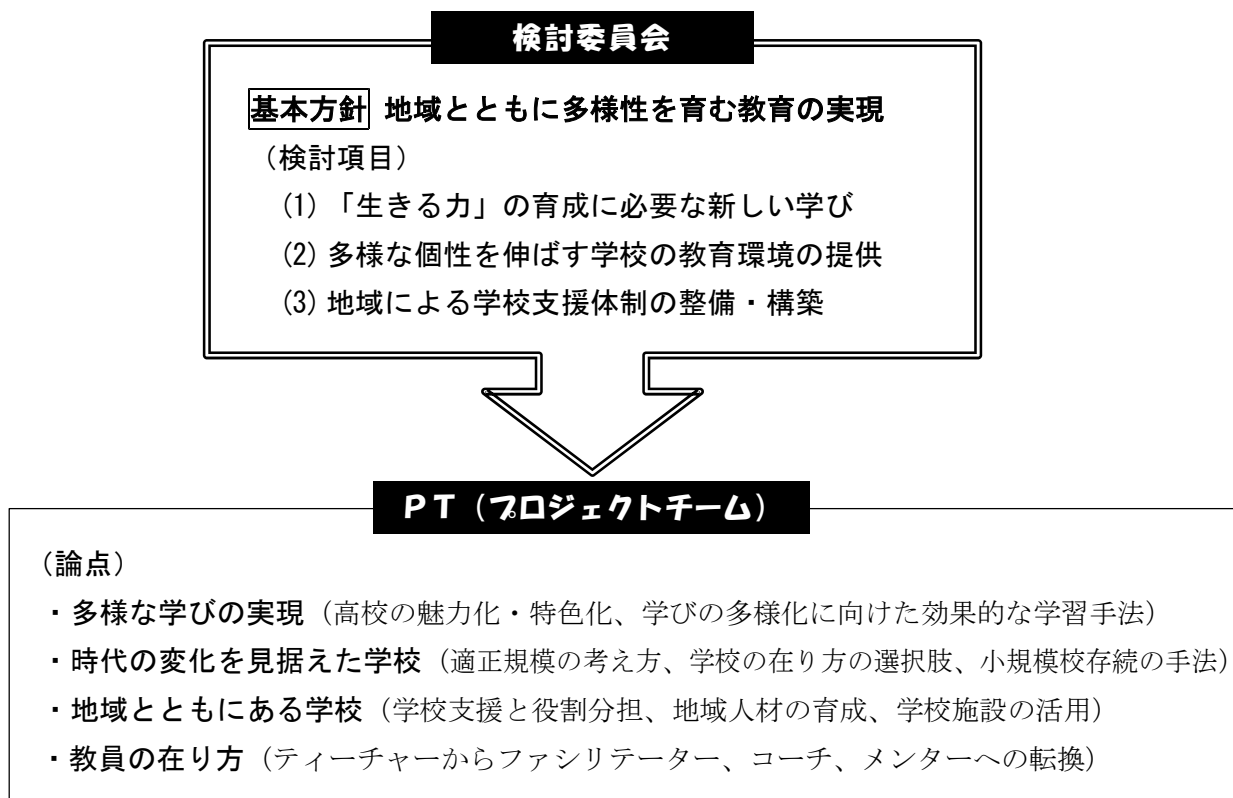 検討委員会
基本方針 地域とともに多様性を育む教育の実現
（検討項目）
(1) 「生きる力」の育成に必要な新しい学び
(2) 多様な個性を伸ばす学校の教育環境の提供
(3) 地域による学校支援体制の整備・構築
ＰＴ（プロジェクトチーム）
（論点）
・多様な学びの実現（高校の魅力化・特色化、学びの多様化に向けた効果的な学習手法）
・時代の変化を見据えた学校（適正規模の考え方、学校の在り方の選択肢、小規模校存続の手法）
・地域とともにある学校（学校支援と役割分担、地域人材の育成、学校施設の活用）
・教員の在り方（ティーチャーからファシリテーター、コーチ、メンターへの転換）